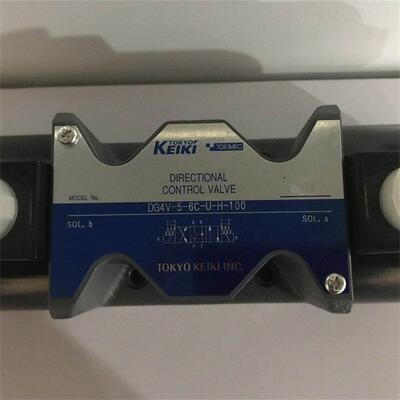 TOKYO
KEIKI TOKIMEC
DIRECTIONAL
CONTROL VALVE
MODEL No.
DG4V-5-6C-U-H-100
SOL. b SOL. a
A B
P T
TOKYO KEIKI INC.